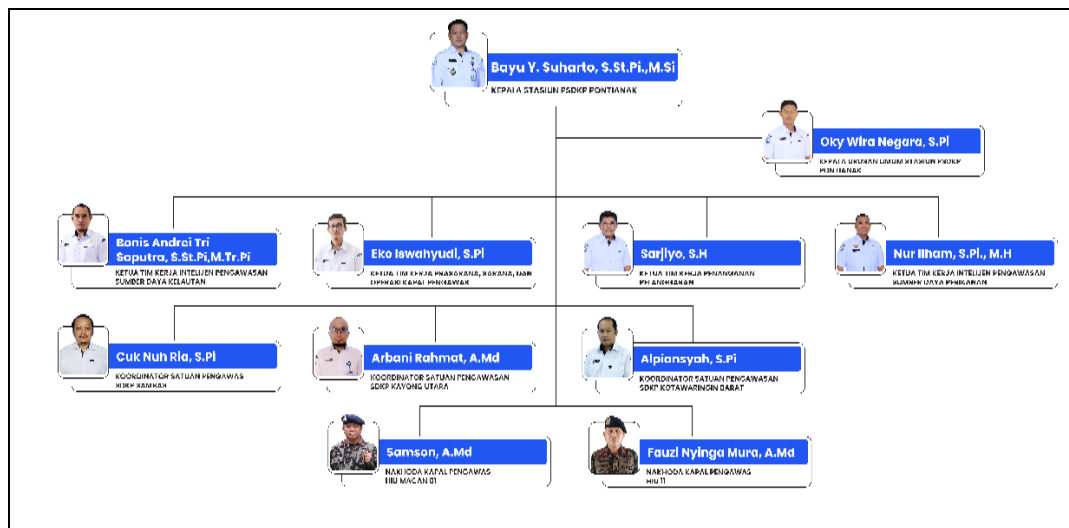 Bayu Y. Suharto, S.St.Pi.,M.Si
KEPALA STASIUN PSDKP PONTIANAK
Oky Wira Negara, S.Pi
KEPALA URUSAN UMUM STASIUN PSDKP
PONTIANAK
Bonis Andrei Tri
Saputra, S.St.Pi,M.Tr.Pi
KETUA TIM KERJA INTELIJEN PENGAWASAN
SUMBER DAYA KELAUTAN
Eko Iswahyudi, S.Pi
KETUA TIM KERJA PRASARANA, SARANA, DAN
OPERASI KAPAL PENGAWAS
Sarjiyo, S.H
KETUA TIM KERJA PENANGANAN
PELANGGARAN
Nur Ilham, S.Pi., M.H
KETUA TIM KERJA INTELIJEN PENGAWASAN
SUMBER DAYA PERIKANAN
Cuk Nuh Ria, S.Pi
KOORDINATOR SATUAN PENGAWAS
SDKP SAMBAS
Arbani Rahmat, A.Md
KOORDINATOR SATUAN PENGAWASAN
SDKP KAYONG UTARA
Alpiansyah, S.Pi
KOORDINATOR SATUAN PENGAWASAN
SDKP KOTAWARINGIN BARAT
Samson, A.Md
NAKHODA KAPAL PENGAWAS
HIU MACAN 01
Fauzi Nyinga Mura, A.Md
NAKHODA KAPAL PENGAWAS
HIU 11